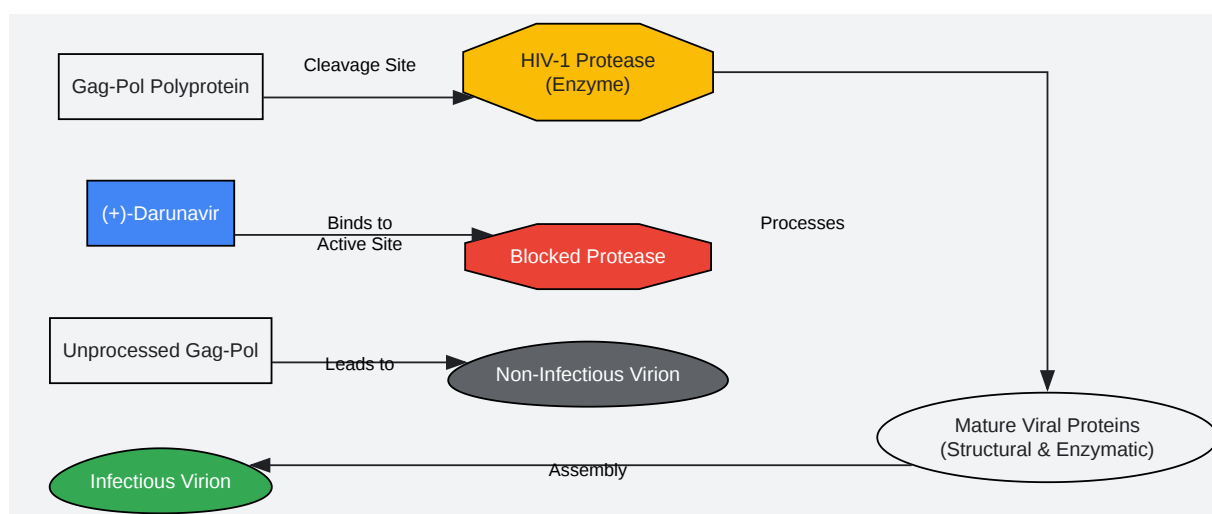 Cleavage Site
Gag-Pol Polyprotein
HIV-1 Protease
(Enzyme)
(+)-Darunavir
Binds to
Active Site
Blocked Protease
Processes
Unprocessed Gag-Pol
Leads to
Non-Infectious Virion
Mature Viral Proteins
(Structural & Enzymatic)
Assembly
Infectious Virion